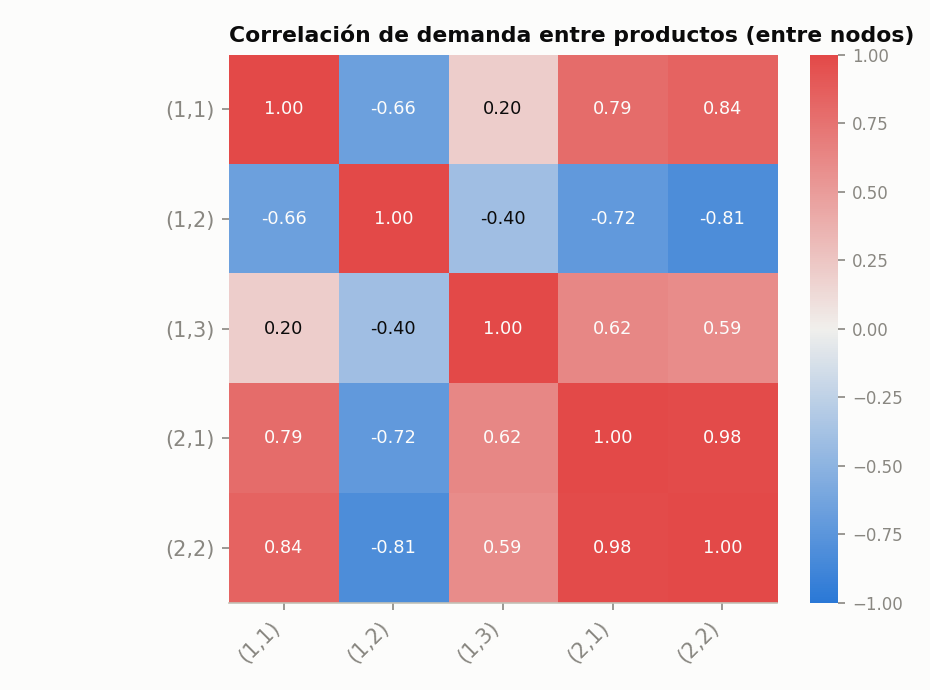 Correlación de demanda entre productos (entre nodos)
(1,1) 1.00 -0.66 0.20 0.79 0.84
(1,2) -0.66 1.00 -0.40 -0.72 -0.81
(1,3) 0.20 -0.40 1.00 0.62 0.59
(2,1) 0.79 -0.72 0.62 1.00 0.98
(2,2) 0.84 -0.81 0.59 0.98 1.00
(1,1) (1,2) (1,3) (2,1) (2,2)
1.00
0.75
0.50
0.25
0.00
−0.25
−0.50
−0.75
−1.00